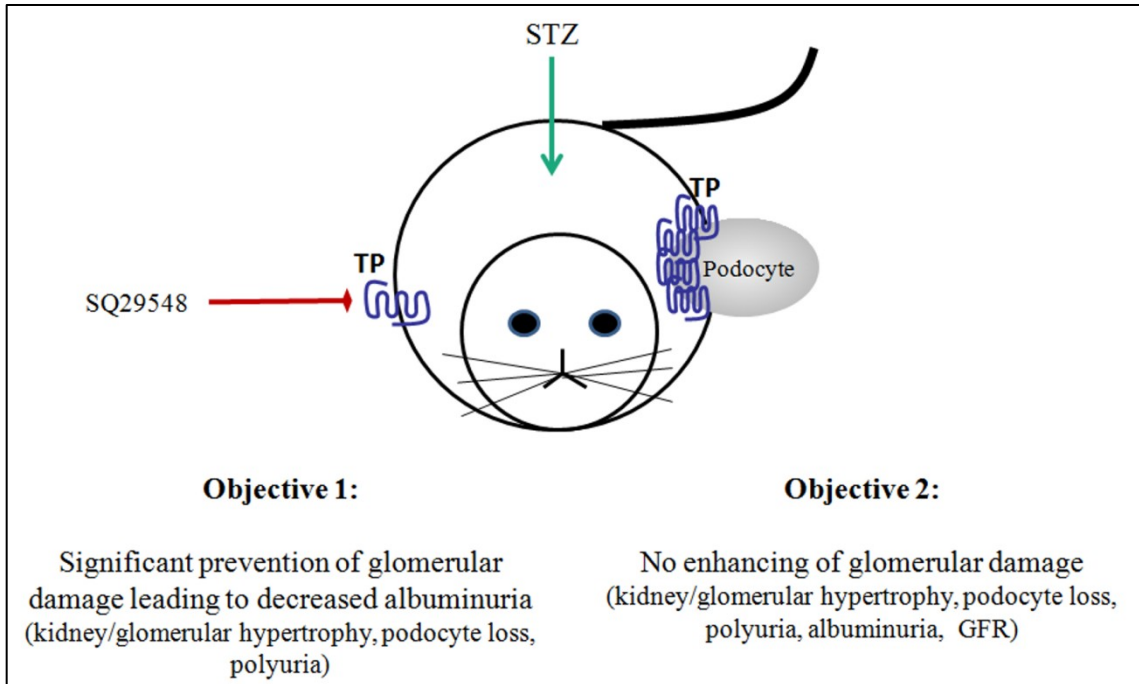 STZ
TP
TP
Podocyte
SQ29548
Objective 1:
Significant prevention of glomerular
damage leading to decreased albuminuria
(kidney/glomerular hypertrophy, podocyte loss,
polyuria)
Objective 2:
No enhancing of glomerular damage
(kidney/glomerular hypertrophy, podocyte loss,
polyuria, albuminuria, GFR)